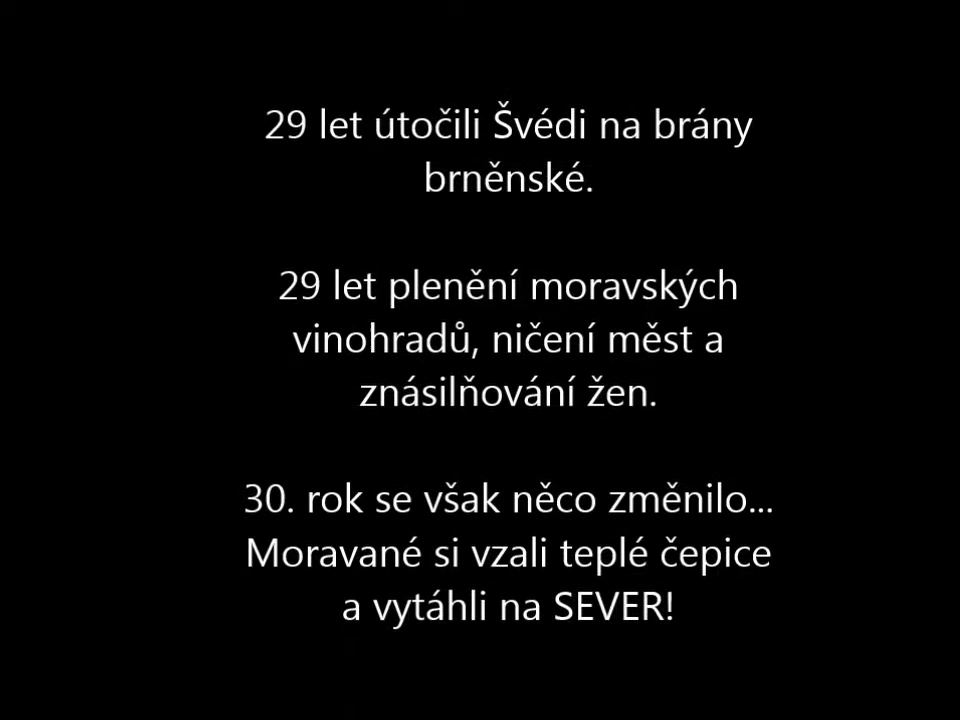 29 let útočili Švédi na brány
brněnské.
29 let plenění moravských
vinohradů, ničení měst a
znásilňování žen.
30. rok se však něco změnilo...
Moravané si vzali teplé čepice
a vytáhli na SEVER!